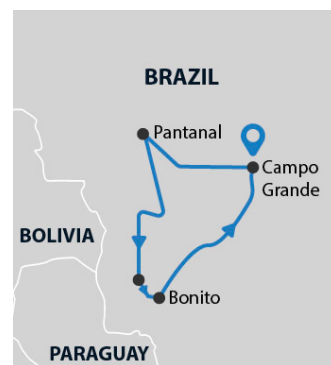 BRAZIL
Pantanal
Campo
Grande
BOLIVIA
Bonito
PARAGUAY